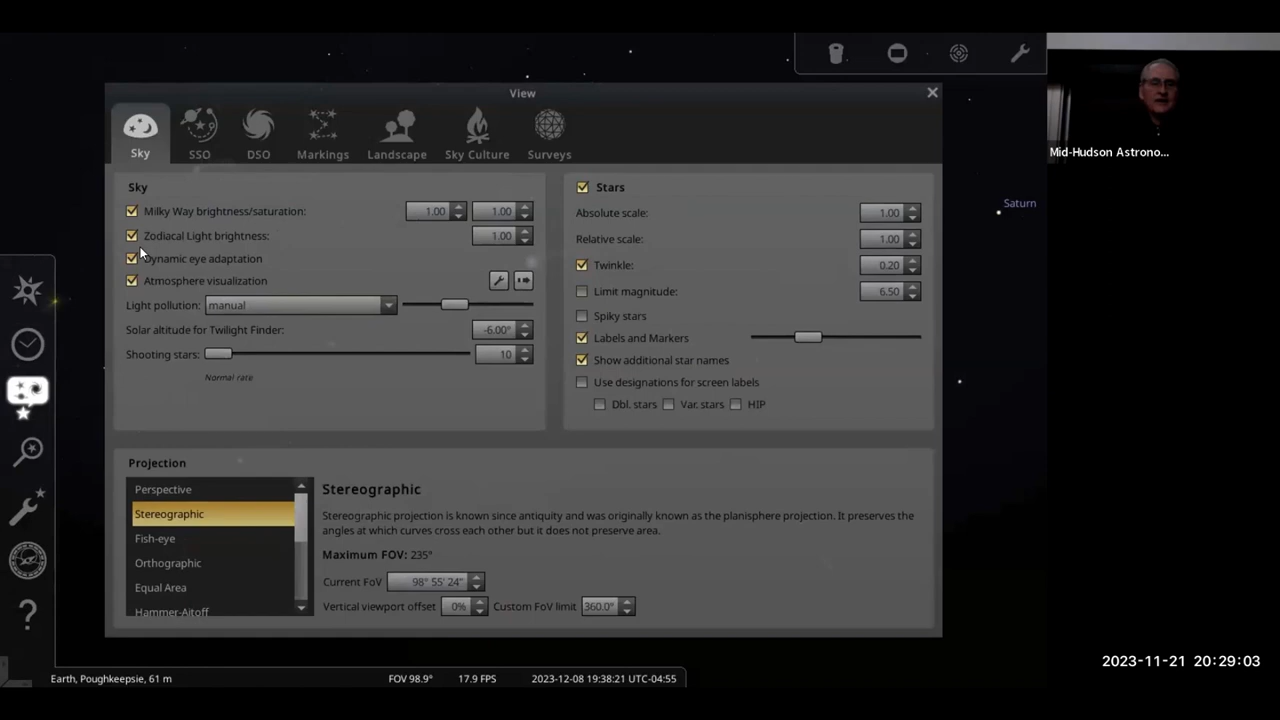 View
Sky
SSO
DSO
Markings
Landscape
Sky Culture
Surveys
Mid-Hudson Astrono...
Saturn
Sky
Milky Way brightness/saturation: 1.00 1.00
Zodiacal Light brightness: 1.00
Dynamic eye adaptation
Atmosphere visualization
Light pollution: manual
Solar altitude for Twilight Finder: -6.00°
Shooting stars: 10
Normal rate
Stars
Absolute scale: 1.00
Relative scale: 1.00
Twinkle: 0.20
Limit magnitude: 6.50
Spiky stars
Labels and Markers
Show additional star names
Use designations for screen labels
Dbl. stars Var. stars HIP
Projection
Perspective
Stereographic
Fish-eye
Orthographic
Equal Area
Hammer-Aitoff
Stereographic
Stereographic projection is known since antiquity and was originally known as the planisphere projection. It preserves the
angles at which curves cross each other but it does not preserve area.
Maximum FOV: 235°
Current FoV 98° 55' 24"
Vertical viewport offset 0% Custom FoV limit 360.0°
2023-11-21 20:29:03
Earth, Poughkeepsie, 61 m FOV 98.9° 17.9 FPS 2023-12-08 19:38:21 UTC-04:55